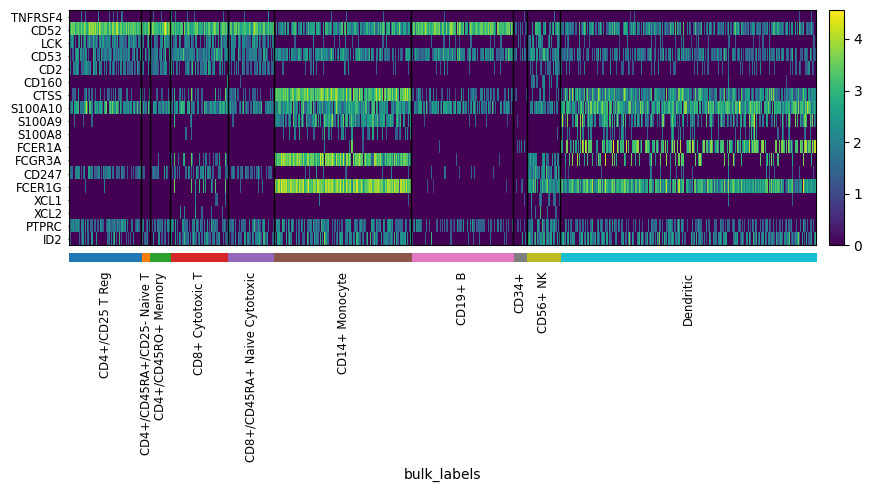 TNFRSF4
CD52
LCK
CD53
CD2
CD160
CTSS
S100A10
S100A9
S100A8
FCER1A
FCGR3A
CD247
FCER1G
XCL1
XCL2
PTPRC
ID2
4
3
2
1
0
CD4+/CD25 T Reg
CD4+/CD45RA+/CD25- Naive T
CD4+/CD45RO+ Memory
CD8+ Cytotoxic T
CD8+/CD45RA+ Naive Cytotoxic
CD14+ Monocyte
CD19+ B
CD34+
CD56+ NK
Dendritic
bulk_labels